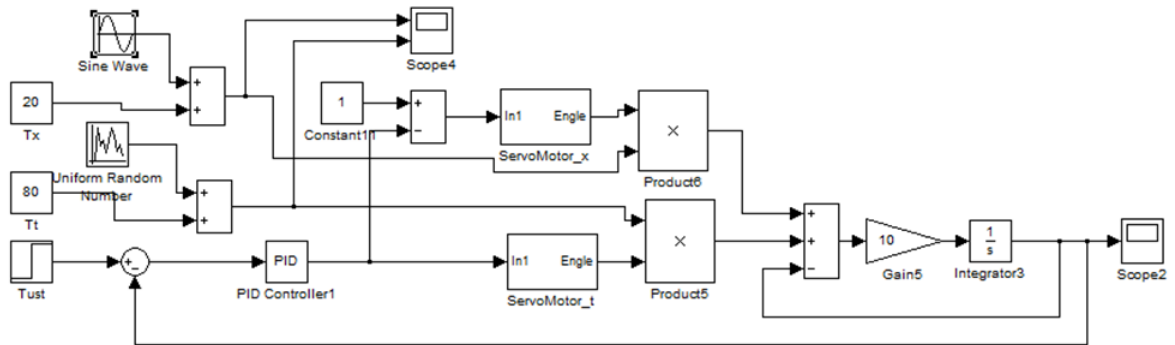 Sine Wave
+
+
Scope4
20
Tx
1
Constant11
+
−
In1
Engle
ServoMotor_x
×
Product6
Uniform Random
Number
80
Tt
+
+
Tust
+
−
PID
PID Controller1
In1
Engle
ServoMotor_t
×
Product5
+
+
−
10
Gain5
1
s
Integrator3
Scope2